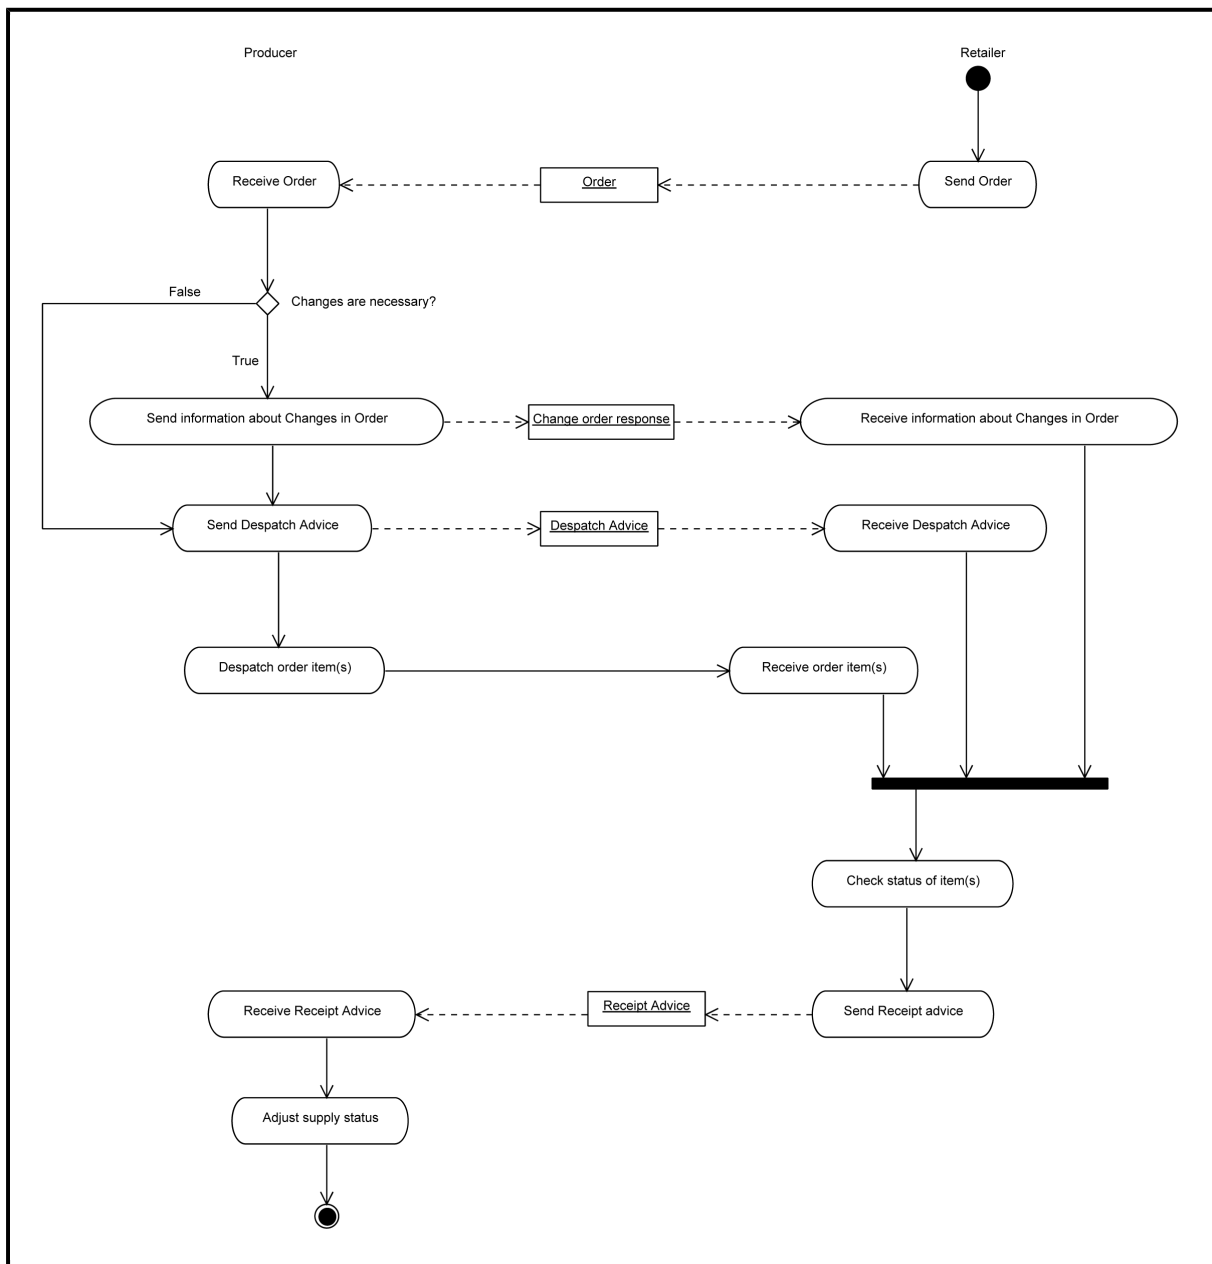 Producer
Retailer
Receive Order
Order
Send Order
False
Changes are necessary?
True
Send information about Changes in Order
Change order response
Receive information about Changes in Order
Send Despatch Advice
Despatch Advice
Receive Despatch Advice
Despatch order item(s)
Receive order item(s)
Check status of item(s)
Receive Receipt Advice
Receipt Advice
Send Receipt advice
Adjust supply status